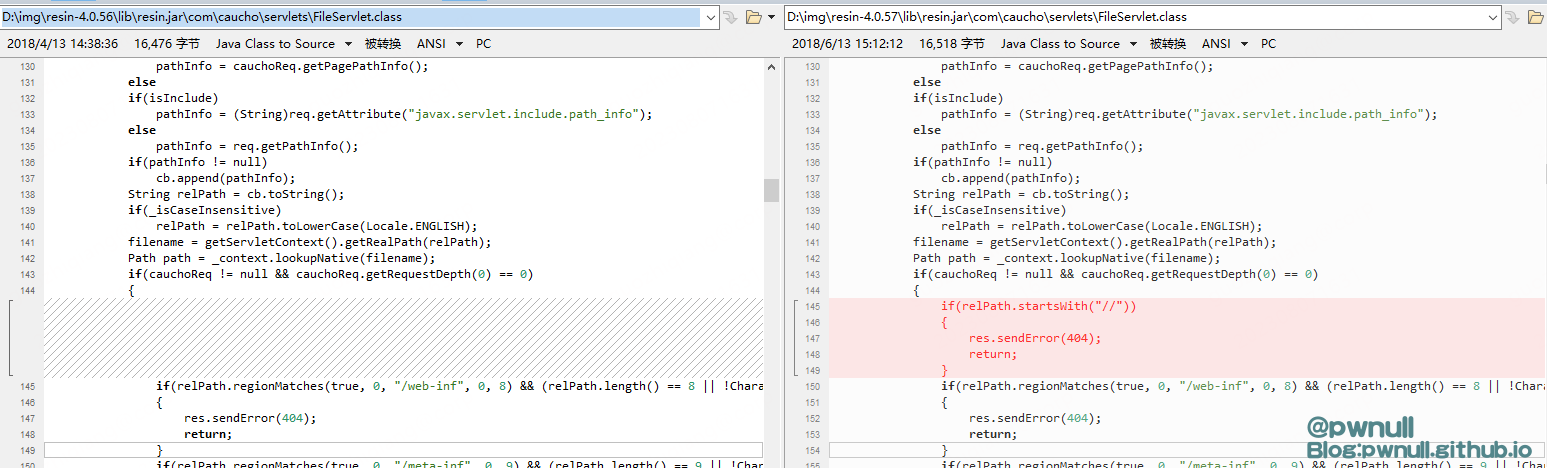 D:\img\resin-4.0.56\lib\resin.jar\com\caucho\servlets\FileServlet.class
2018/4/13 14:38:36 16,476 字节 Java Class to Source 被转换 ANSI PC
130 pathInfo = cauchoReq.getPagePathInfo();
131 else
132 if(isInclude)
133 pathInfo = (String)req.getAttribute("javax.servlet.include.path_info");
134 else
135 pathInfo = req.getPathInfo();
136 if(pathInfo != null)
137 cb.append(pathInfo);
138 String relPath = cb.toString();
139 if(_isCaseInsensitive)
140 relPath = relPath.toLowerCase(Locale.ENGLISH);
141 filename = getServletContext().getRealPath(relPath);
142 Path path = _context.lookupNative(filename);
143 if(cauchoReq != null && cauchoReq.getRequestDepth(0) == 0)
144 {
145 if(relPath.regionMatches(true, 0, "/web-inf", 0, 8) && (relPath.length() == 8 || !Chara
146 {
147 res.sendError(404);
148 return;
149 }
150 if(relPath.regionMatches(true, 0, "/meta-inf", 0, 9) && (relPath.length() == 9 || !Chara
D:\img\resin-4.0.57\lib\resin.jar\com\caucho\servlets\FileServlet.class
2018/6/13 15:12:12 16,518 字节 Java Class to Source 被转换 ANSI PC
130 pathInfo = cauchoReq.getPagePathInfo();
131 else
132 if(isInclude)
133 pathInfo = (String)req.getAttribute("javax.servlet.include.path_info");
134 else
135 pathInfo = req.getPathInfo();
136 if(pathInfo != null)
137 cb.append(pathInfo);
138 String relPath = cb.toString();
139 if(_isCaseInsensitive)
140 relPath = relPath.toLowerCase(Locale.ENGLISH);
141 filename = getServletContext().getRealPath(relPath);
142 Path path = _context.lookupNative(filename);
143 if(cauchoReq != null && cauchoReq.getRequestDepth(0) == 0)
144 {
145 if(relPath.startsWith("//"))
146 {
147 res.sendError(404);
148 return;
149 }
150 if(relPath.regionMatches(true, 0, "/web-inf", 0, 8) && (relPath.length() == 8 || !Chara
151 {
152 res.sendError(404);
153 return;
154 }
155 if(relPath.regionMatches(true, 0, "/meta-inf", 0, 9) && (relPath.length() == 9 || !Chara
@pwnull
Blog:pwnull.github.io